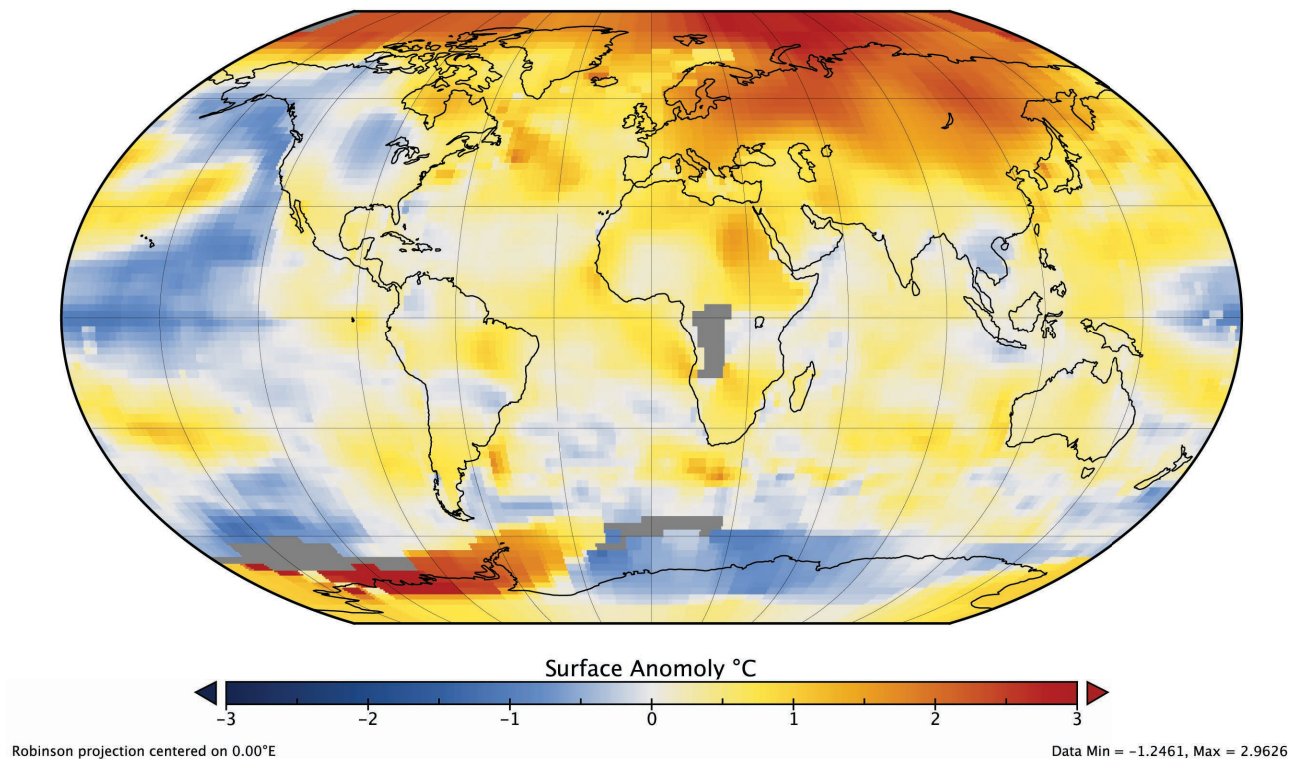 Surface Anomoly °C
-3 -2 -1 0 1 2 3
Robinson projection centered on 0.00°E
Data Min = -1.2461, Max = 2.9626